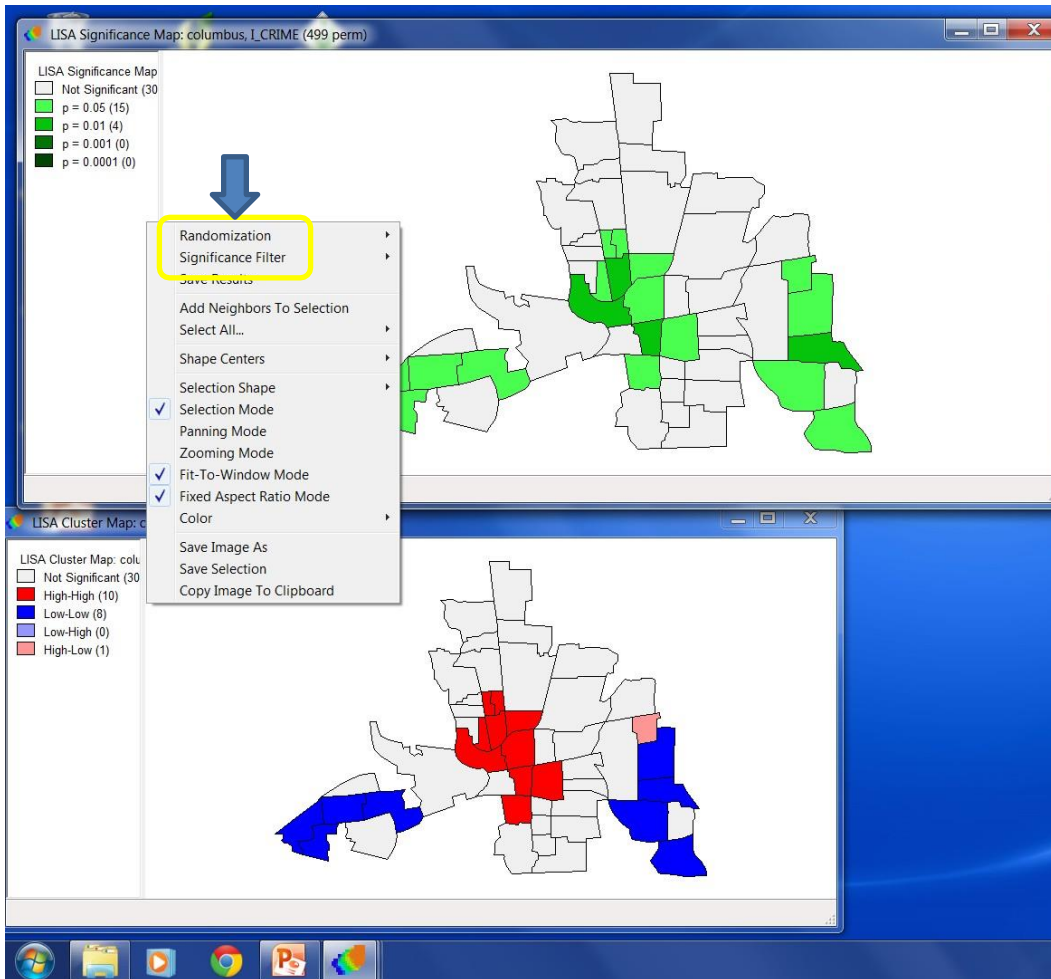 LISA Significance Map: columbus, I_CRIME (499 perm)
LISA Significance Map
Not Significant (30
p = 0.05 (15)
p = 0.01 (4)
p = 0.001 (0)
p = 0.0001 (0)
Randomization
Significance Filter
Save Results
Add Neighbors To Selection
Select All...
Shape Centers
Selection Shape
Selection Mode
Panning Mode
Zooming Mode
Fit-To-Window Mode
Fixed Aspect Ratio Mode
Color
Save Image As
Save Selection
Copy Image To Clipboard
LISA Cluster Map: c
LISA Cluster Map: colu
Not Significant (30
High-High (10)
Low-Low (8)
Low-High (0)
High-Low (1)